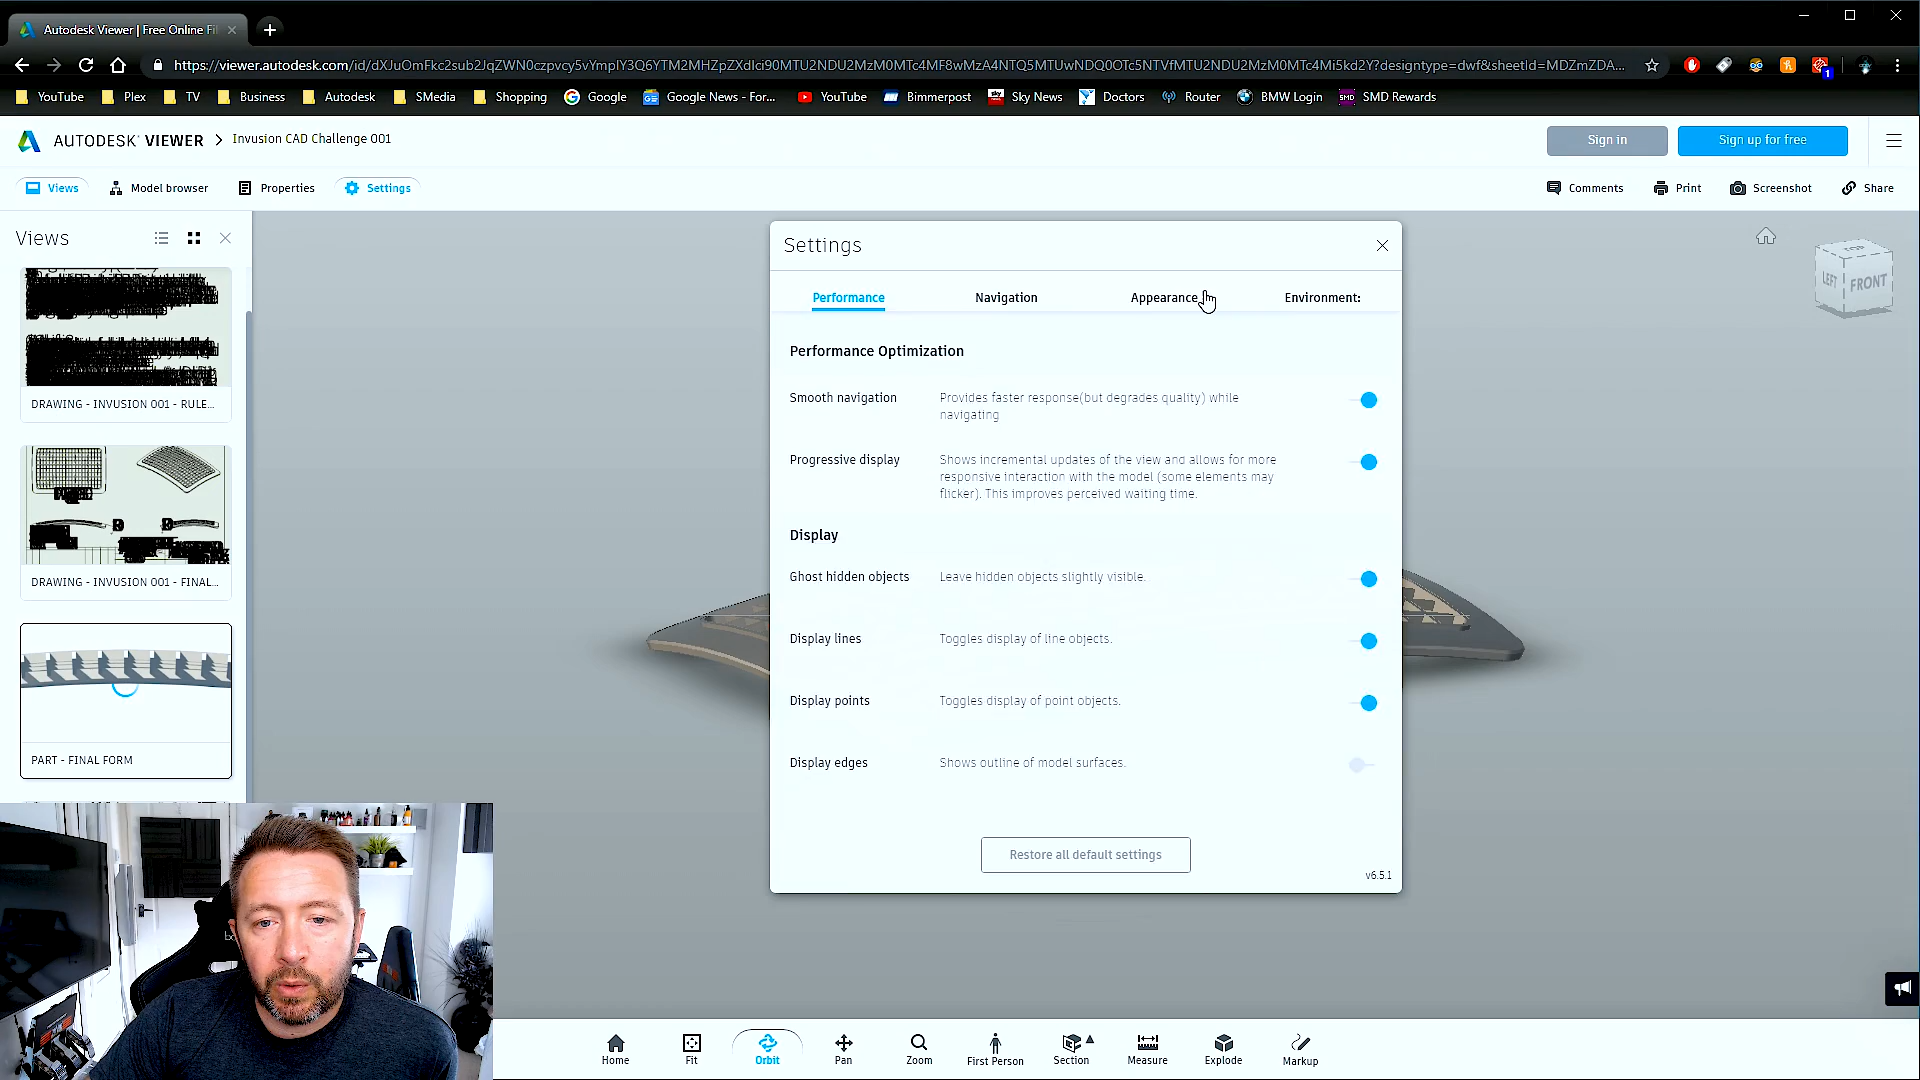 Autodesk Viewer | Free Online Fil
https://viewer.autodesk.com/id/
YouTube
Plex
TV
Business
Autodesk
SMedia
Shopping
Google
Google News - For...
YouTube
Bimmerpost
Sky News
Doctors
Router
BMW Login
SMD Rewards
AUTODESK VIEWER > Invusion CAD Challenge 001
Sign in
Sign up for free
Views
Model browser
Properties
Settings
Comments
Print
Screenshot
Share
Views
DRAWING - INVUSION 001 - RULE...
DRAWING - INVUSION 001 - FINAL...
PART - FINAL FORM
Settings
Performance
Navigation
Appearance
Environment:
Performance Optimization
Smooth navigation
Provides faster response(but degrades quality) while
navigating
Progressive display
Shows incremental updates of the view and allows for more
responsive interaction with the model (some elements may
flicker). This improves perceived waiting time.
Display
Ghost hidden objects
Leave hidden objects slightly visible.
Display lines
Toggles display of line objects.
Display points
Toggles display of point objects.
Display edges
Shows outline of model surfaces.
Restore all default settings
v6.5.1
TOP
LEFT
FRONT
Home
Fit
Orbit
Pan
Zoom
First Person
Section
Measure
Explode
Markup